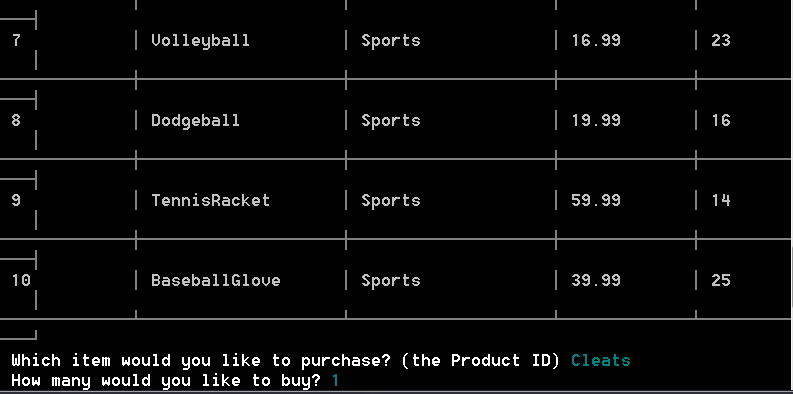 7 Volleyball Sports 16.99 23
8 Dodgeball Sports 19.99 16
9 TennisRacket Sports 59.99 14
10 BaseballGlove Sports 39.99 25
Which item would you like to purchase? (the Product ID) Cleats
How many would you like to buy? 1